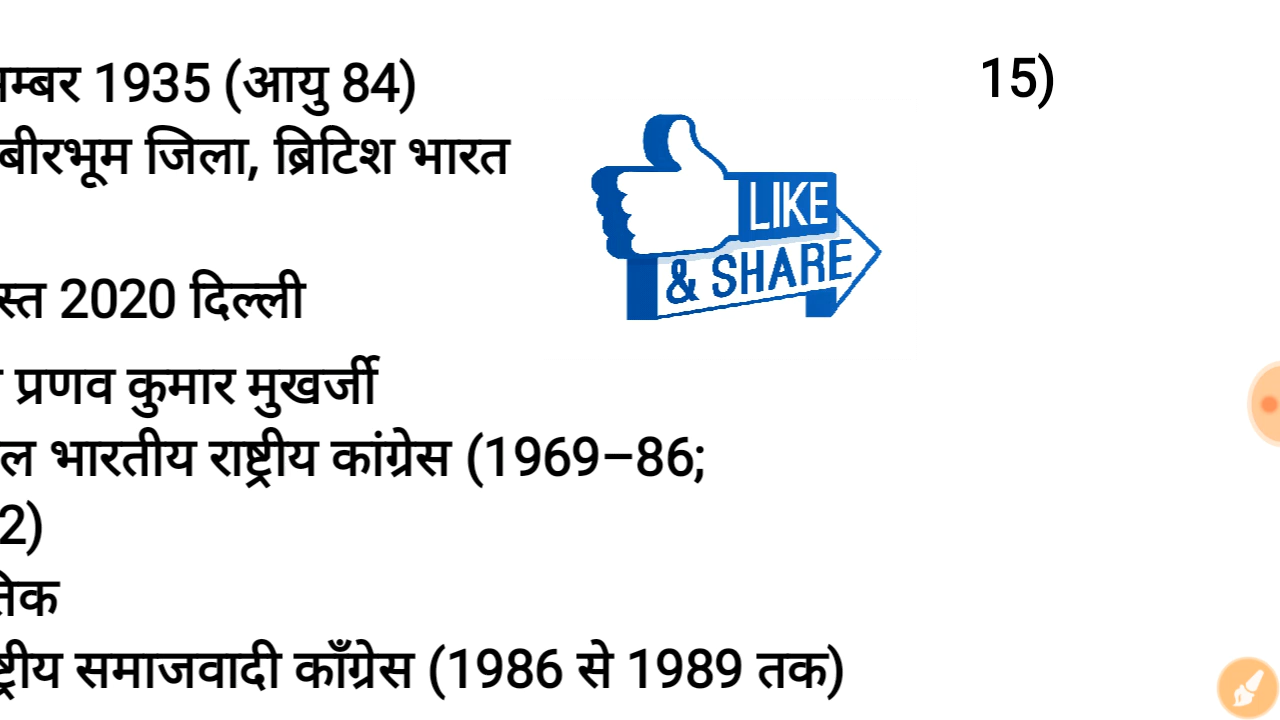 1935 (आयु 84)
15)
बीरभूम जिला, ब्रिटिश भारत
LIKE
& SHARE
2020 दिल्ली
प्रणव कुमार मुखर्जी
भारतीय राष्ट्रीय कांग्रेस (1969–86;
2)
समाजवादी काँग्रेस (1986 से 1989 तक)